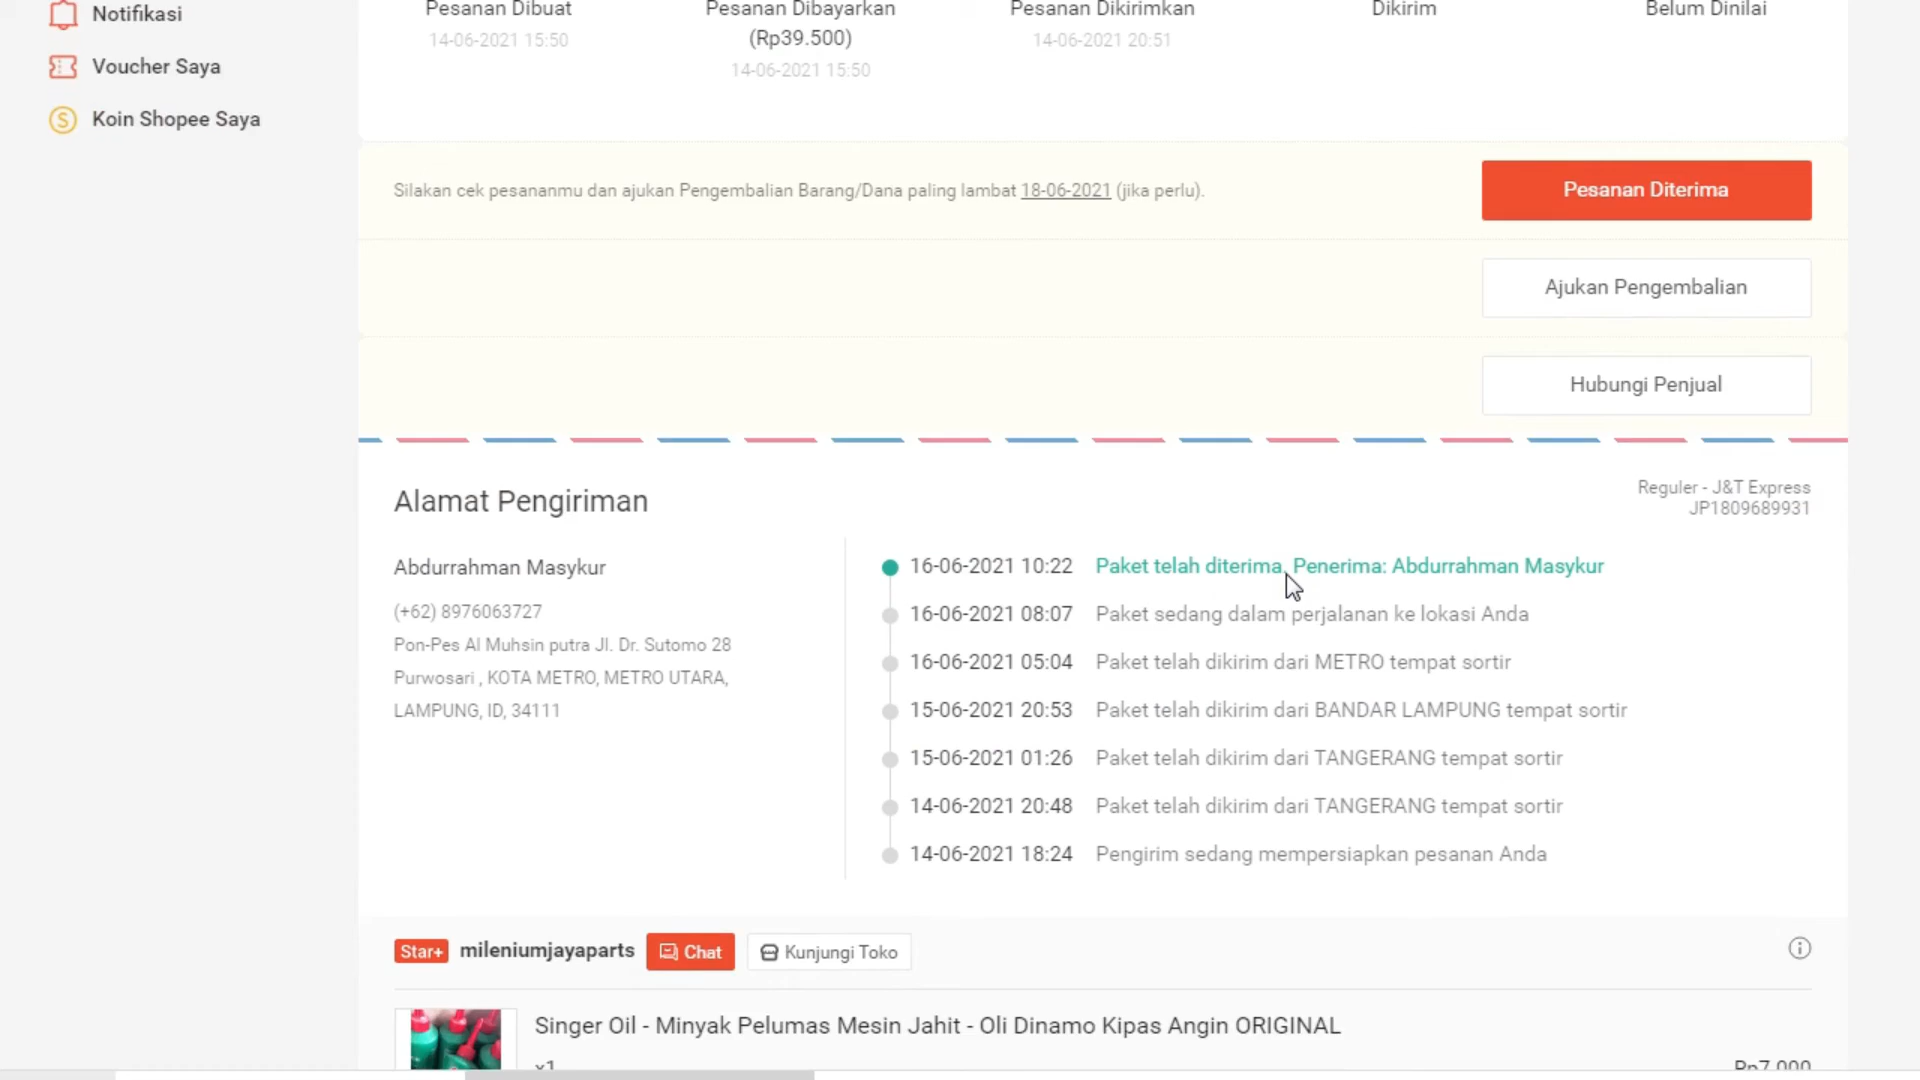 Notifikasi
Voucher Saya
Koin Shopee Saya
Pesanan Dibuat
14-06-2021 15:50
Pesanan Dibayarkan
(Rp39.500)
14-06-2021 15:50
Pesanan Dikirimkan
14-06-2021 20:51
Dikirim
Belum Dinilai
Silakan cek pesananmu dan ajukan Pengembalian Barang/Dana paling lambat 18-06-2021 (jika perlu).
Pesanan Diterima
Ajukan Pengembalian
Hubungi Penjual
Alamat Pengiriman
Reguler - J&T Express
JP1809689931
Abdurrahman Masykur
(+62) 8976063727
Pon-Pes Al Muhsin putra Jl. Dr. Sutomo 28
Purwosari , KOTA METRO, METRO UTARA,
LAMPUNG, ID, 34111
16-06-2021 10:22 Paket telah diterima, Penerima: Abdurrahman Masykur
16-06-2021 08:07 Paket sedang dalam perjalanan ke lokasi Anda
16-06-2021 05:04 Paket telah dikirim dari METRO tempat sortir
15-06-2021 20:53 Paket telah dikirim dari BANDAR LAMPUNG tempat sortir
15-06-2021 01:26 Paket telah dikirim dari TANGERANG tempat sortir
14-06-2021 20:48 Paket telah dikirim dari TANGERANG tempat sortir
14-06-2021 18:24 Pengirim sedang mempersiapkan pesanan Anda
Star+ mileniumjayaparts Chat Kunjungi Toko
Singer Oil - Minyak Pelumas Mesin Jahit - Oli Dinamo Kipas Angin ORIGINAL
x1
Rp7.000